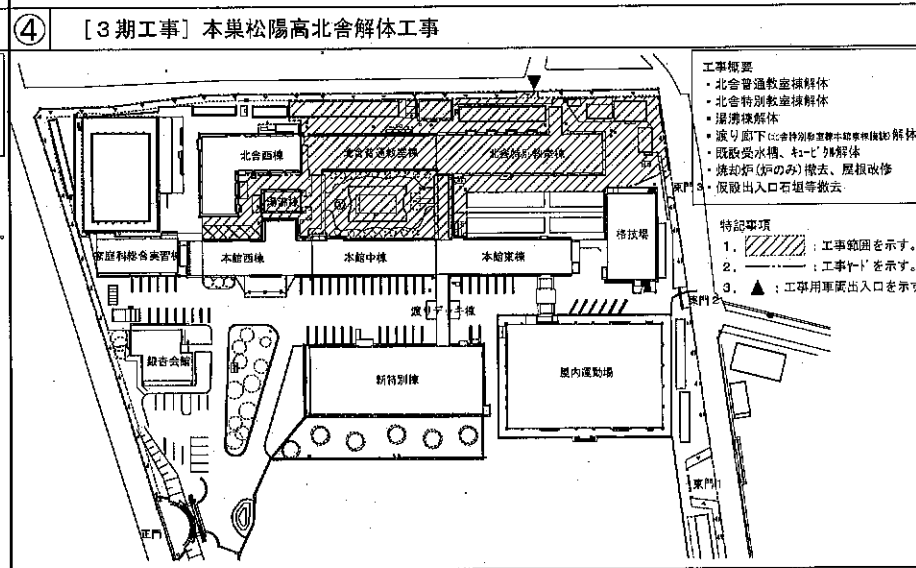 ④ [3期工事] 本巣松陽高北舎解体工事
工事概要
・北舎普通教室棟解体
・北舎特別教室棟解体
・湯沸棟解体
・渡り廊下 解体
・既設受水槽、キュービクル解体
・焼却炉(炉のみ)撤去、屋根改修
・仮設出入口石垣等撤去
特記事項
1. :工事範囲を示す。
2. :工事ヤードを示す。
3. ▲ ;工事用車両出入口を示す
北舎西棟
北舎普通教室棟
北舎特別教室棟
湯沸棟
東門3
格技場
家庭科総合実習棟
本館西棟
本館中棟
本館東棟
東門2
渡りデッキ棟
新特別棟
屋内運動場
東門1
正門